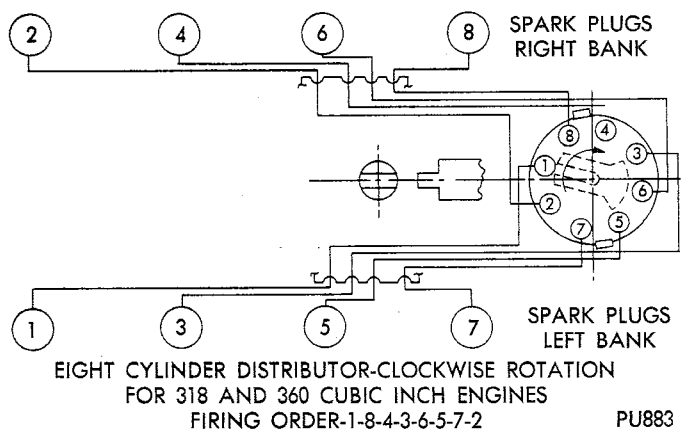 2 4 6 8 SPARK PLUGS
RIGHT BANK
8 4
1 3
2 6
7 5
1 3 5 7 SPARK PLUGS
LEFT BANK
EIGHT CYLINDER DISTRIBUTOR-CLOCKWISE ROTATION
FOR 318 AND 360 CUBIC INCH ENGINES
FIRING ORDER-1-8-4-3-6-5-7-2 PU883